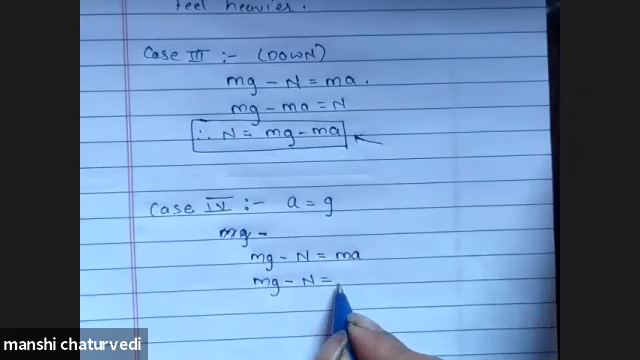 feel heavier.
Case III :- (DOWN)
mg - N = ma.
mg - ma = N
∴ N = mg - ma
Case IV :- a = g
mg -
mg - N = ma
mg - N =
manshi chaturvedi